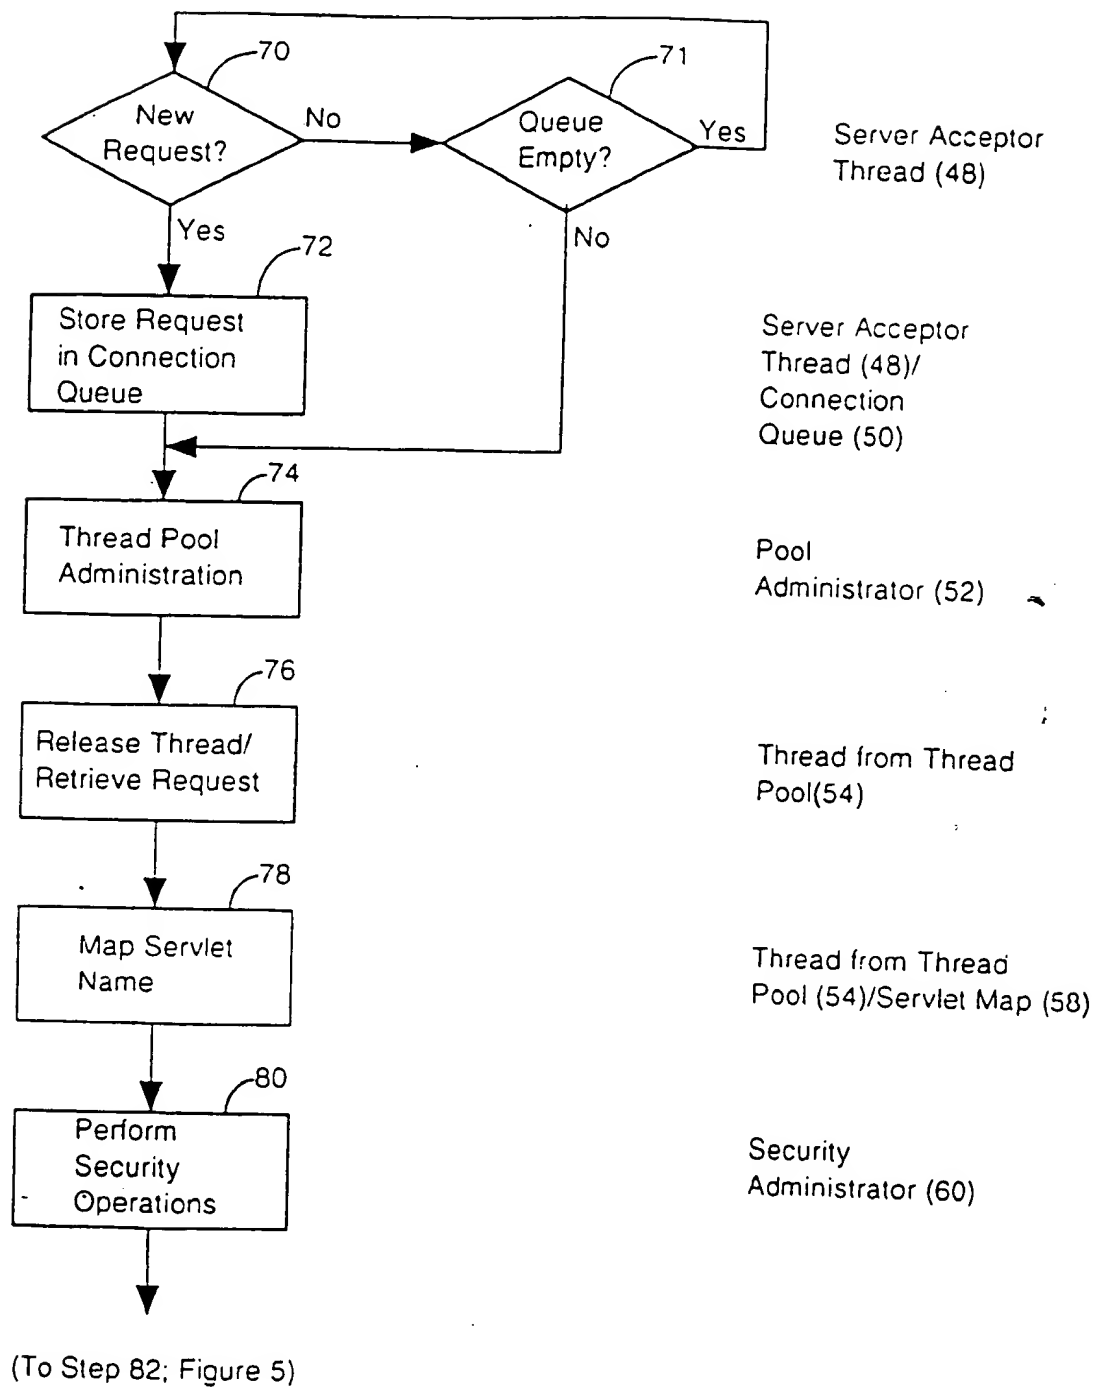 70
New
Request?
No
71
Queue
Empty?
Yes
Server Acceptor
Thread (48)
Yes
No
72
Store Request
in Connection
Queue
Server Acceptor
Thread (48)/
Connection
Queue (50)
74
Thread Pool
Administration
Pool
Administrator (52)
76
Release Thread/
Retrieve Request
Thread from Thread
Pool(54)
78
Map Servlet
Name
Thread from Thread
Pool (54)/Servlet Map (58)
80
Perform
Security
Operations
Security
Administrator (60)
(To Step 82; Figure 5)